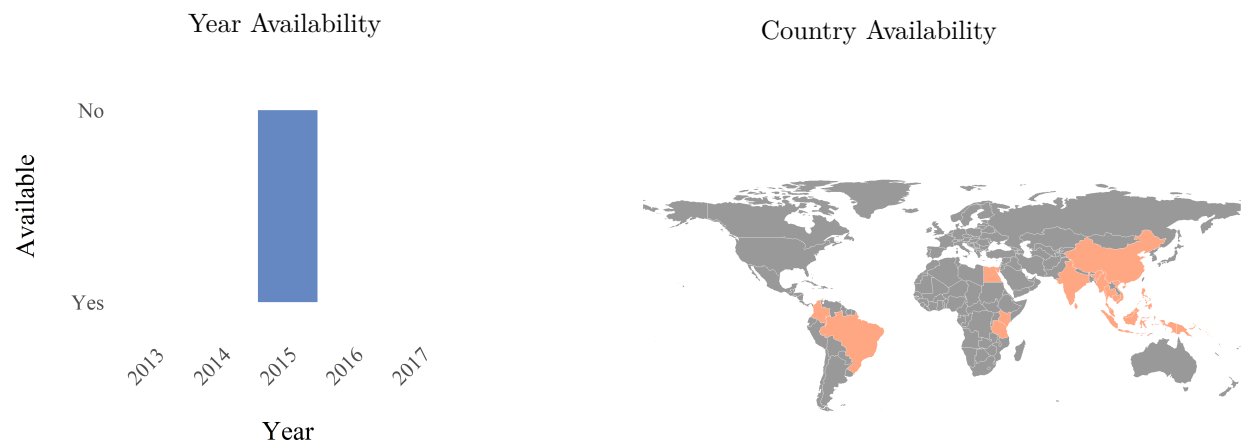 Year Availability
Country Availability
No
Available
Yes
2013
2014
2015
2016
2017
Year